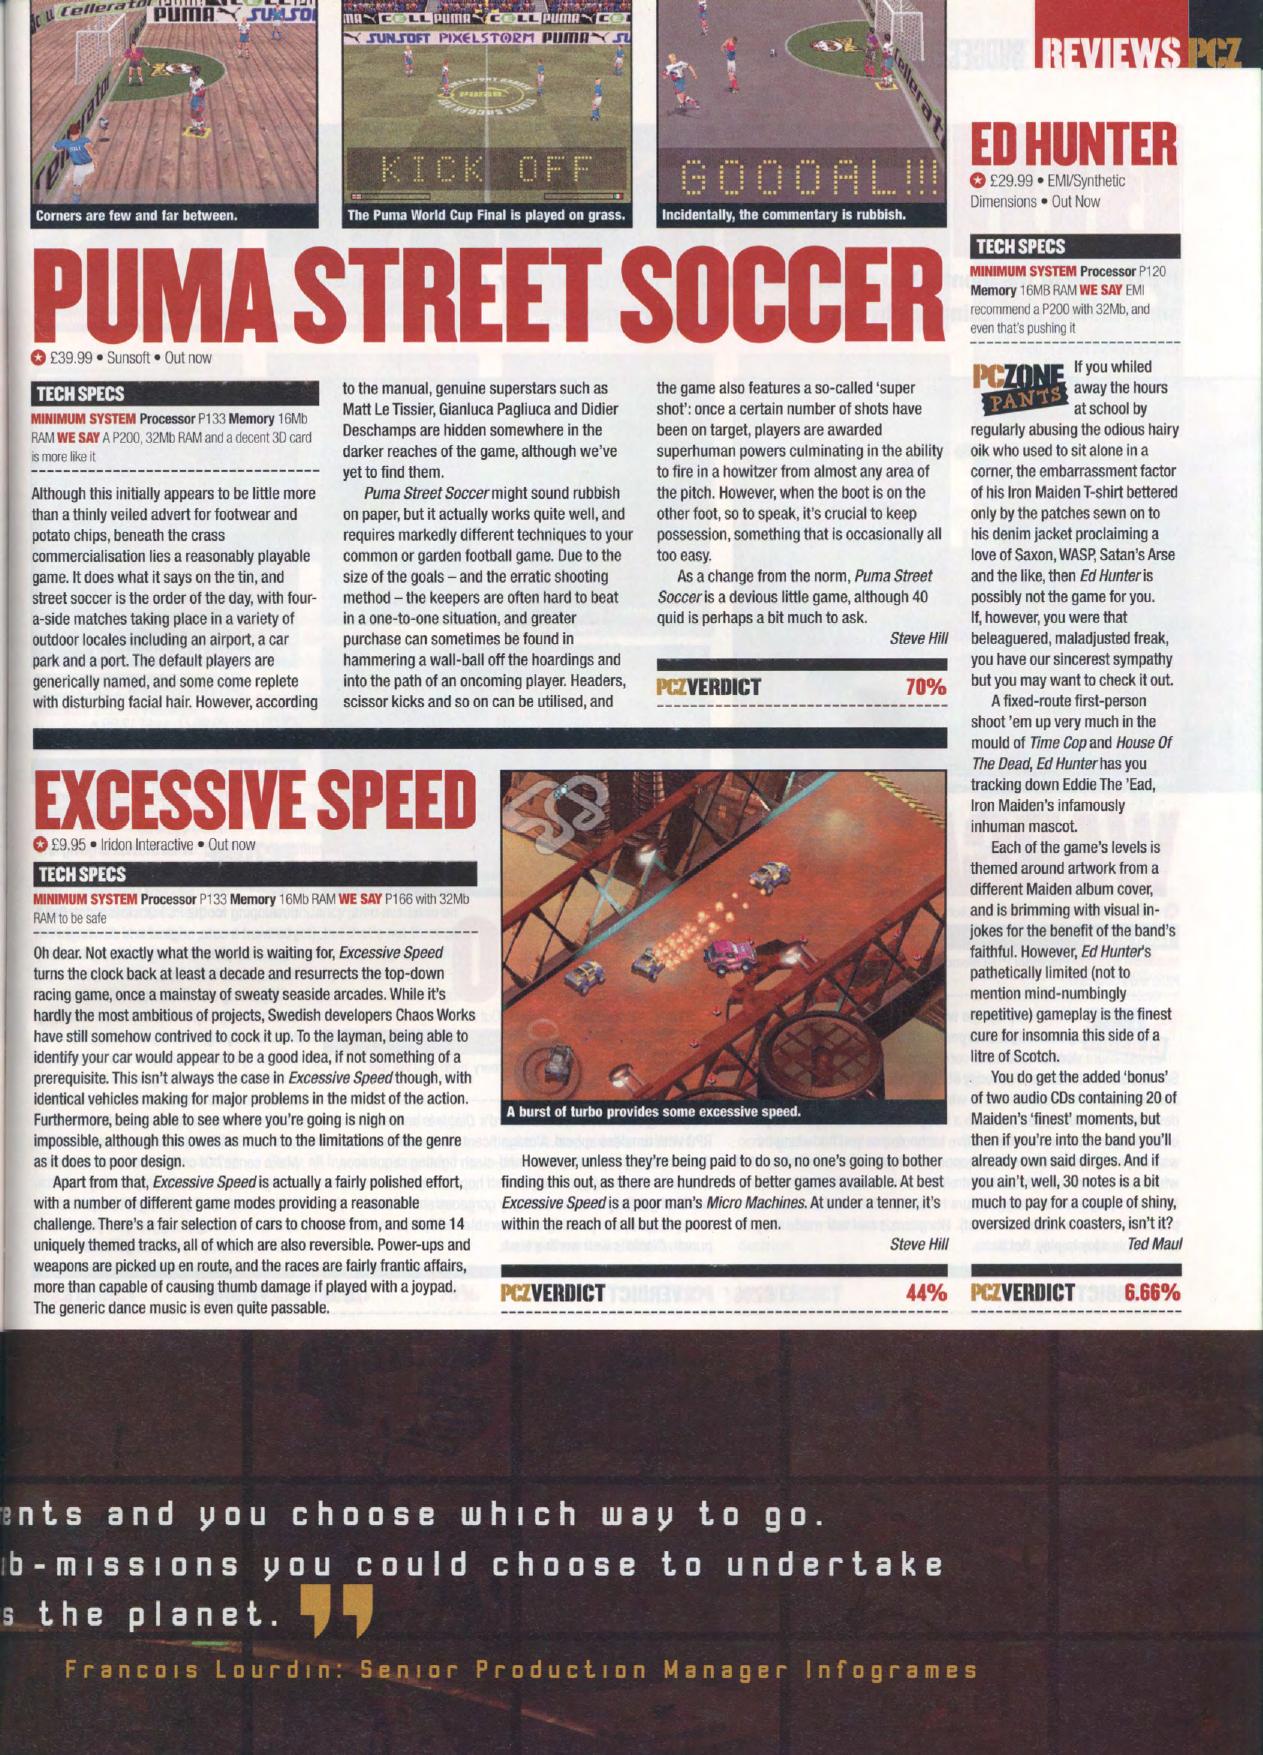 Cellerator
PUMA SUNSOFT
CELL PUMA CELL PUMA CELL PUMA
SUNSOFT PIXELSTORM PUMA SU
KICK OFF
GOOOAL!!!
REVIEWS PCZ
Corners are few and far between.
The Puma World Cup Final is played on grass.
Incidentally, the commentary is rubbish.
PUMA STREET SOCCER
£39.99 • Sunsoft • Out now
TECH SPECS
MINIMUM SYSTEM Processor P133 Memory 16Mb
RAM WE SAY A P200, 32Mb RAM and a decent 3D card
is more like it
Although this initially appears to be little more
than a thinly veiled advert for footwear and
potato chips, beneath the crass
commercialisation lies a reasonably playable
game. It does what it says on the tin, and
street soccer is the order of the day, with four-
a-side matches taking place in a variety of
outdoor locales including an airport, a car
park and a port. The default players are
generically named, and some come replete
with disturbing facial hair. However, according
to the manual, genuine superstars such as
Matt Le Tissier, Gianluca Pagliuca and Didier
Deschamps are hidden somewhere in the
darker reaches of the game, although we've
yet to find them.
Puma Street Soccer might sound rubbish
on paper, but it actually works quite well, and
requires markedly different techniques to your
common or garden football game. Due to the
size of the goals – and the erratic shooting
method – the keepers are often hard to beat
in a one-to-one situation, and greater
purchase can sometimes be found in
hammering a wall-ball off the hoardings and
into the path of an oncoming player. Headers,
scissor kicks and so on can be utilised, and
the game also features a so-called 'super
shot': once a certain number of shots have
been on target, players are awarded
superhuman powers culminating in the ability
to fire in a howitzer from almost any area of
the pitch. However, when the boot is on the
other foot, so to speak, it's crucial to keep
possession, something that is occasionally all
too easy.
As a change from the norm, Puma Street
Soccer is a devious little game, although 40
quid is perhaps a bit much to ask.
Steve Hill
PCZVERDICT 70%
EXCESSIVE SPEED
£9.95 • Iridon Interactive • Out now
TECH SPECS
MINIMUM SYSTEM Processor P133 Memory 16Mb RAM WE SAY P166 with 32Mb
RAM to be safe
Oh dear. Not exactly what the world is waiting for, Excessive Speed
turns the clock back at least a decade and resurrects the top-down
racing game, once a mainstay of sweaty seaside arcades. While it's
hardly the most ambitious of projects, Swedish developers Chaos Works
have still somehow contrived to cock it up. To the layman, being able to
identify your car would appear to be a good idea, if not something of a
prerequisite. This isn't always the case in Excessive Speed though, with
identical vehicles making for major problems in the midst of the action.
Furthermore, being able to see where you're going is nigh on
impossible, although this owes as much to the limitations of the genre
as it does to poor design.
Apart from that, Excessive Speed is actually a fairly polished effort,
with a number of different game modes providing a reasonable
challenge. There's a fair selection of cars to choose from, and some 14
uniquely themed tracks, all of which are also reversible. Power-ups and
weapons are picked up en route, and the races are fairly frantic affairs,
more than capable of causing thumb damage if played with a joypad.
The generic dance music is even quite passable.
A burst of turbo provides some excessive speed.
However, unless they're being paid to do so, no one's going to bother
finding this out, as there are hundreds of better games available. At best
Excessive Speed is a poor man's Micro Machines. At under a tenner, it's
within the reach of all but the poorest of men.
Steve Hill
PCZVERDICT 44%
ED HUNTER
£29.99 • EMI/Synthetic
Dimensions • Out Now
TECH SPECS
MINIMUM SYSTEM Processor P120
Memory 16MB RAM WE SAY EMI
recommend a P200 with 32Mb, and
even that's pushing it
PCZONE
PANTS
If you whiled
away the hours
at school by
regularly abusing the odious hairy
oik who used to sit alone in a
corner, the embarrassment factor
of his Iron Maiden T-shirt bettered
only by the patches sewn on to
his denim jacket proclaiming a
love of Saxon, WASP, Satan's Arse
and the like, then Ed Hunter is
possibly not the game for you.
If, however, you were that
beleaguered, maladjusted freak,
you have our sincerest sympathy
but you may want to check it out.
A fixed-route first-person
shoot 'em up very much in the
mould of Time Cop and House Of
The Dead, Ed Hunter has you
tracking down Eddie The 'Ead,
Iron Maiden's infamously
inhuman mascot.
Each of the game's levels is
themed around artwork from a
different Maiden album cover,
and is brimming with visual in-
jokes for the benefit of the band's
faithful. However, Ed Hunter's
pathetically limited (not to
mention mind-numbingly
repetitive) gameplay is the finest
cure for insomnia this side of a
litre of Scotch.
You do get the added 'bonus'
of two audio CDs containing 20 of
Maiden's 'finest' moments, but
then if you're into the band you'll
already own said dirges. And if
you ain't, well, 30 notes is a bit
much to pay for a couple of shiny,
oversized drink coasters, isn't it?
Ted Maul
PCZVERDICT 6.66%
ents and you choose which way to go.
b-missions you could choose to undertake
s the planet.”
Francois Lourdin: Senior Production Manager Infogrames